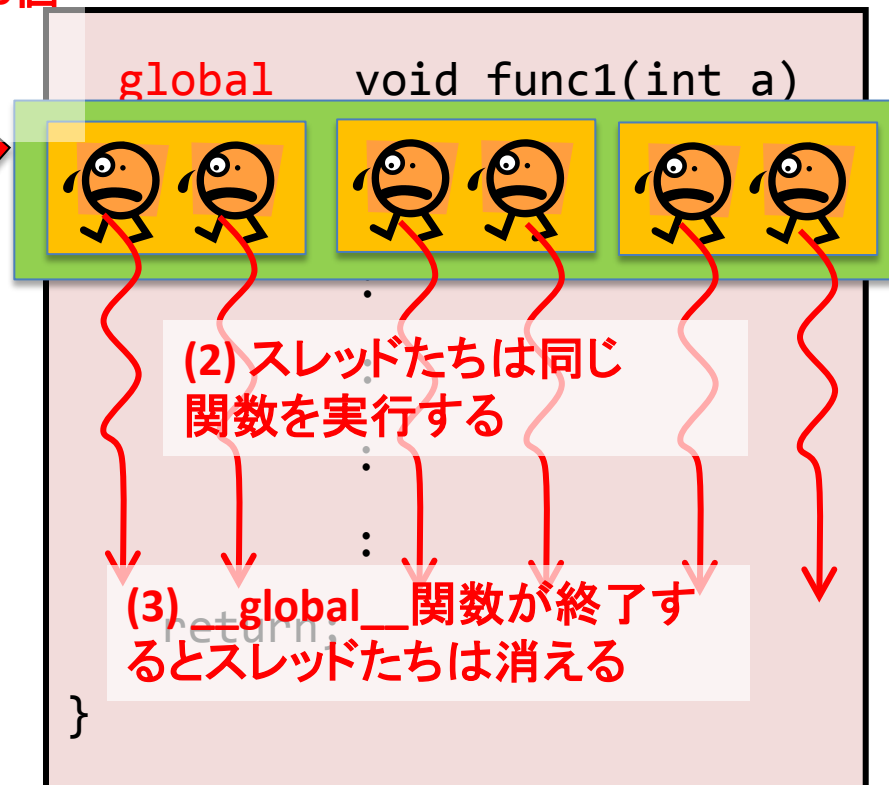 global void func1(int a)
(2) スレッドたちは同じ
関数を実行する
(3) __global__関数が終了す
return;
るとスレッドたちは消える
}